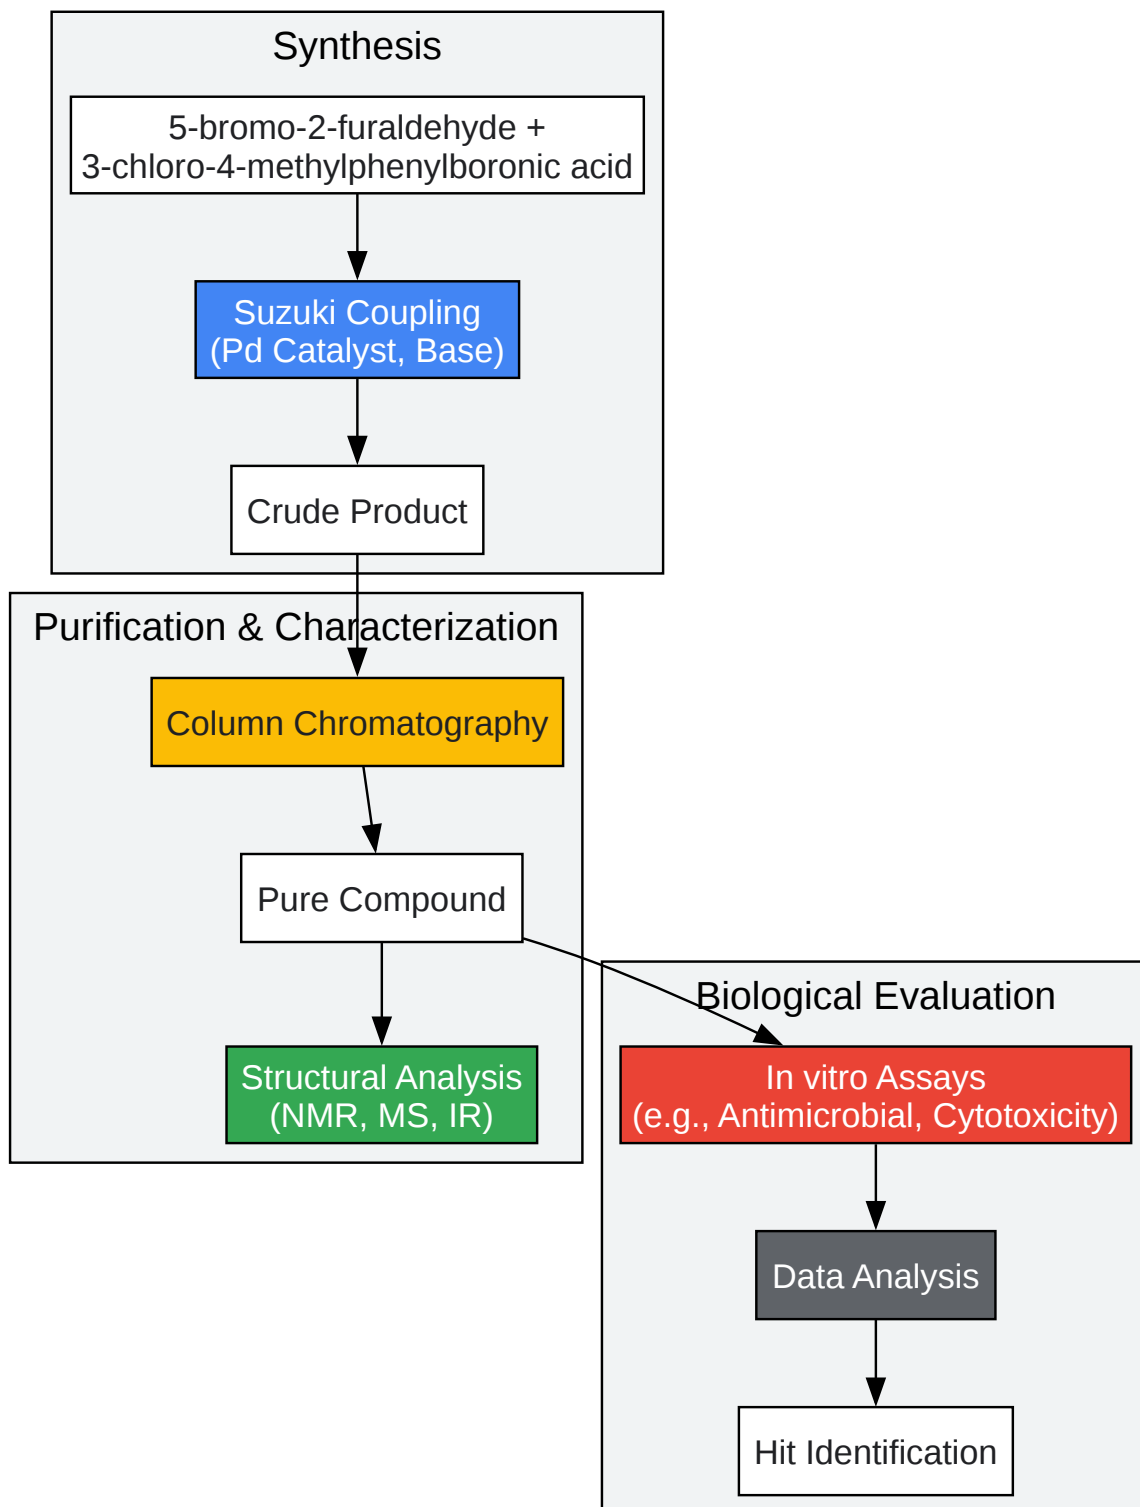 Synthesis
5-bromo-2-furaldehyde +
3-chloro-4-methylphenylboronic acid
Suzuki Coupling
(Pd Catalyst, Base)
Crude Product
Purification & Characterization
Column Chromatography
Pure Compound
Structural Analysis
(NMR, MS, IR)
Biological Evaluation
In vitro Assays
(e.g., Antimicrobial, Cytotoxicity)
Data Analysis
Hit Identification